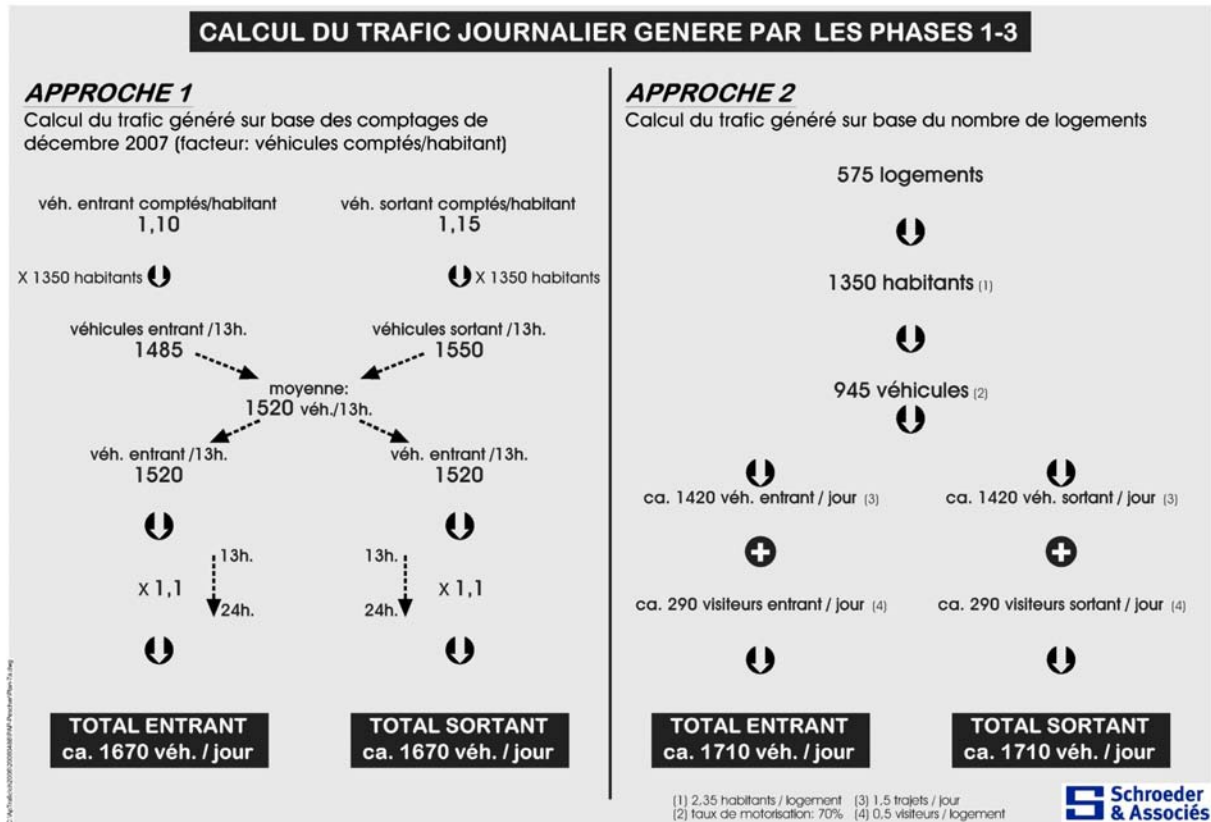 CALCUL DU TRAFIC JOURNALIER GENERE PAR LES PHASES 1-3
APPROCHE 1
Calcul du trafic généré sur base des comptages de
décembre 2007 (facteur: véhicules comptés/habitant)
véh. entrant comptés/habitant
1,10
véh. sortant comptés/habitant
1,15
X 1350 habitants
X 1350 habitants
véhicules entrant /13h.
1485
véhicules sortant /13h.
1550
moyenne:
1520 véh./13h.
véh. entrant /13h.
1520
véh. entrant /13h.
1520
13h.
X 1,1
24h.
13h.
X 1,1
24h.
TOTAL ENTRANT
ca. 1670 véh. / jour
TOTAL SORTANT
ca. 1670 véh. / jour
APPROCHE 2
Calcul du trafic généré sur base du nombre de logements
575 logements
1350 habitants (1)
945 véhicules (2)
ca. 1420 véh. entrant / jour (3)
ca. 1420 véh. sortant / jour (3)
ca. 290 visiteurs entrant / jour (4)
ca. 290 visiteurs sortant / jour (4)
TOTAL ENTRANT
ca. 1710 véh. / jour
TOTAL SORTANT
ca. 1710 véh. / jour
(1) 2,35 habitants / logement (3) 1,5 trajets / jour
(2) taux de motorisation: 70% (4) 0,5 visiteurs / logement
Schroeder
& Associés